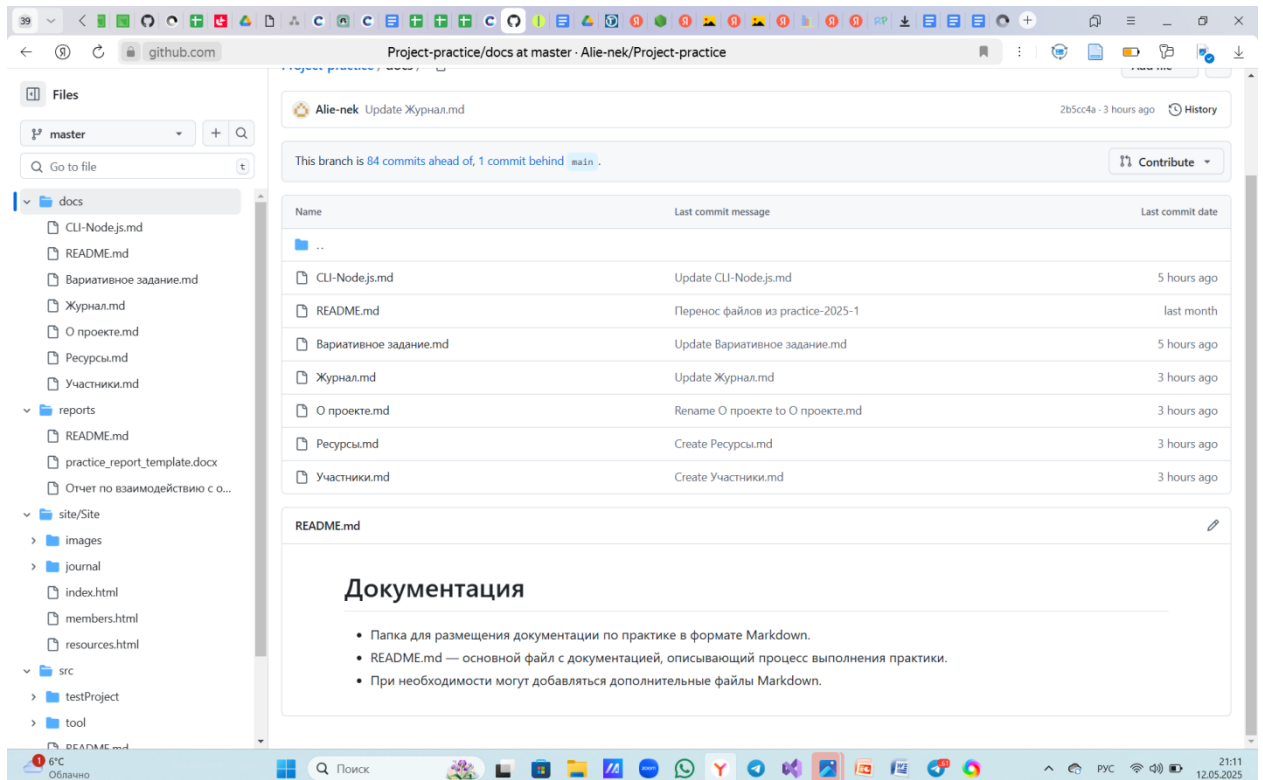 39
github.com
Project-practice/docs at master · Alie-nek/Project-practice
Files
master
Go to file
t
docs
CLI-Node.js.md
README.md
Вариативное задание.md
Журнал.md
О проекте.md
Ресурсы.md
Участники.md
reports
README.md
practice_report_template.docx
Отчет по взаимодействию с о...
site/Site
images
journal
index.html
members.html
resources.html
src
testProject
tool
README.md
Alie-nek Update Журнал.md
2b5cc4a · 3 hours ago History
This branch is 84 commits ahead of, 1 commit behind main .
Contribute
Name Last commit message Last commit date
..
CLI-Node.js.md Update CLI-Node.js.md 5 hours ago
README.md Перенос файлов из practice-2025-1 last month
Вариативное задание.md Update Вариативное задание.md 5 hours ago
Журнал.md Update Журнал.md 3 hours ago
О проекте.md Rename О проекте to О проекте.md 3 hours ago
Ресурсы.md Create Ресурсы.md 3 hours ago
Участники.md Create Участники.md 3 hours ago
README.md
Документация
• Папка для размещения документации по практике в формате Markdown.
• README.md — основной файл с документацией, описывающий процесс выполнения практики.
• При необходимости могут добавляться дополнительные файлы Markdown.
1
6°C
Облачно
Поиск
zoom
РУС
21:11
12.05.2025